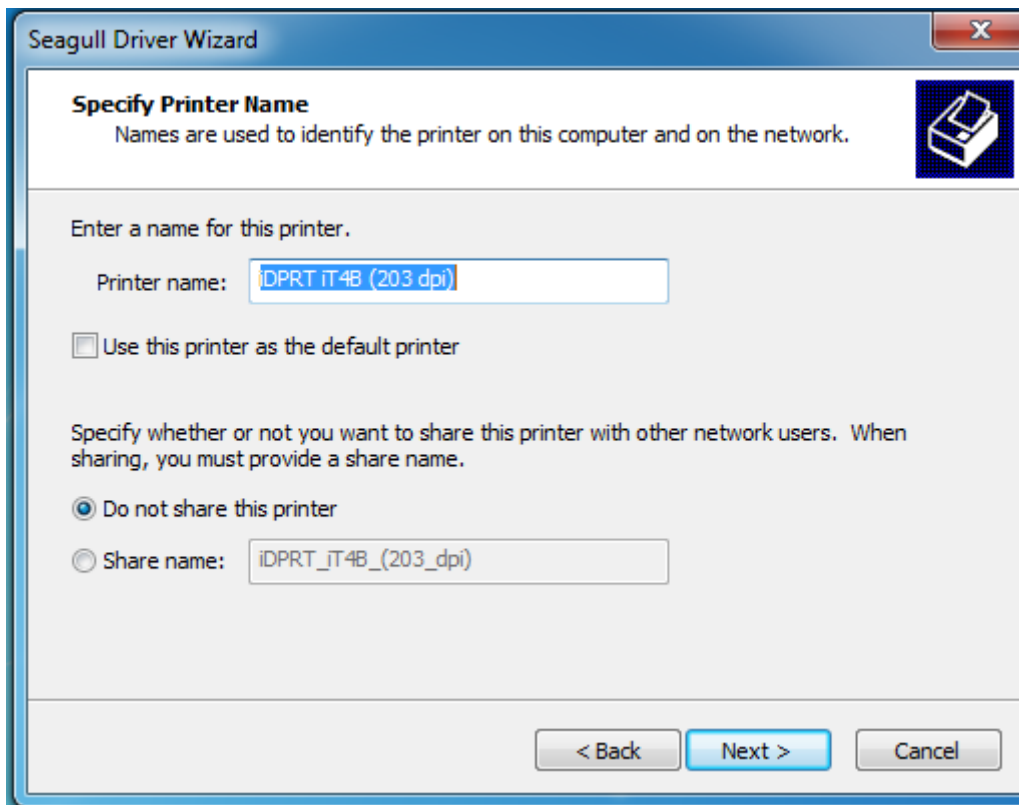 Seagull Driver Wizard
Specify Printer Name
Names are used to identify the printer on this computer and on the network.
Enter a name for this printer.
Printer name: iDPRT iT4B (203 dpi)
Use this printer as the default printer
Specify whether or not you want to share this printer with other network users.  When
sharing, you must provide a share name.
Do not share this printer
Share name: iDPRT_iT4B_(203_dpi)
< Back Next > Cancel